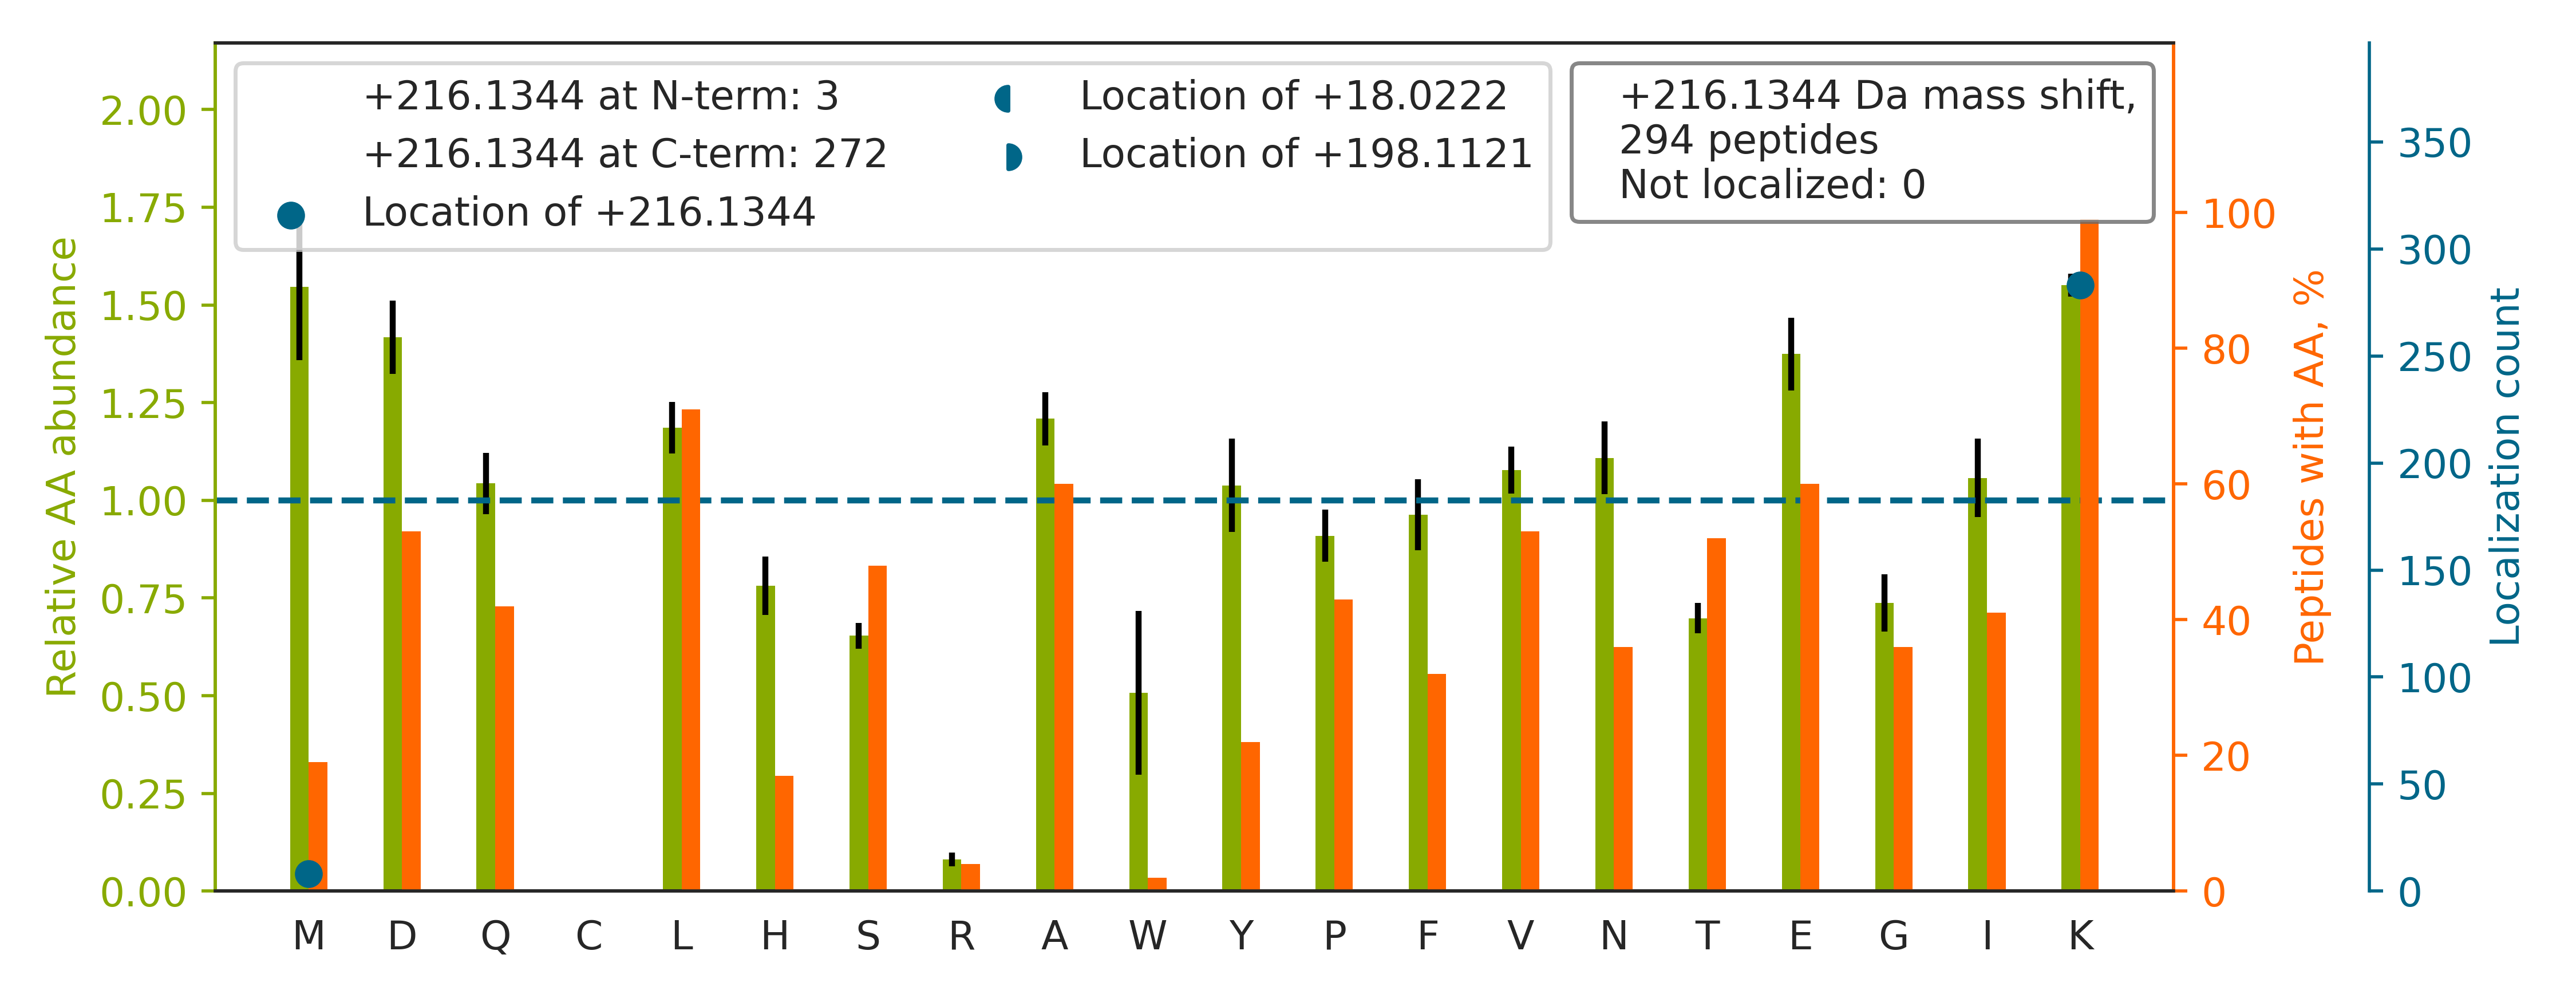 +216.1344 at N-term: 3
+216.1344 at C-term: 272
Location of +216.1344
Location of +18.0222
Location of +198.1121
+216.1344 Da mass shift,
294 peptides
Not localized: 0
Relative AA abundance
2.00
1.75
1.50
1.25
1.00
0.75
0.50
0.25
0.00
M D Q C L H S R A W Y P F V N T E G I K
100
80
60
40
20
0
Peptides with AA, %
350
300
250
200
150
100
50
0
Localization count